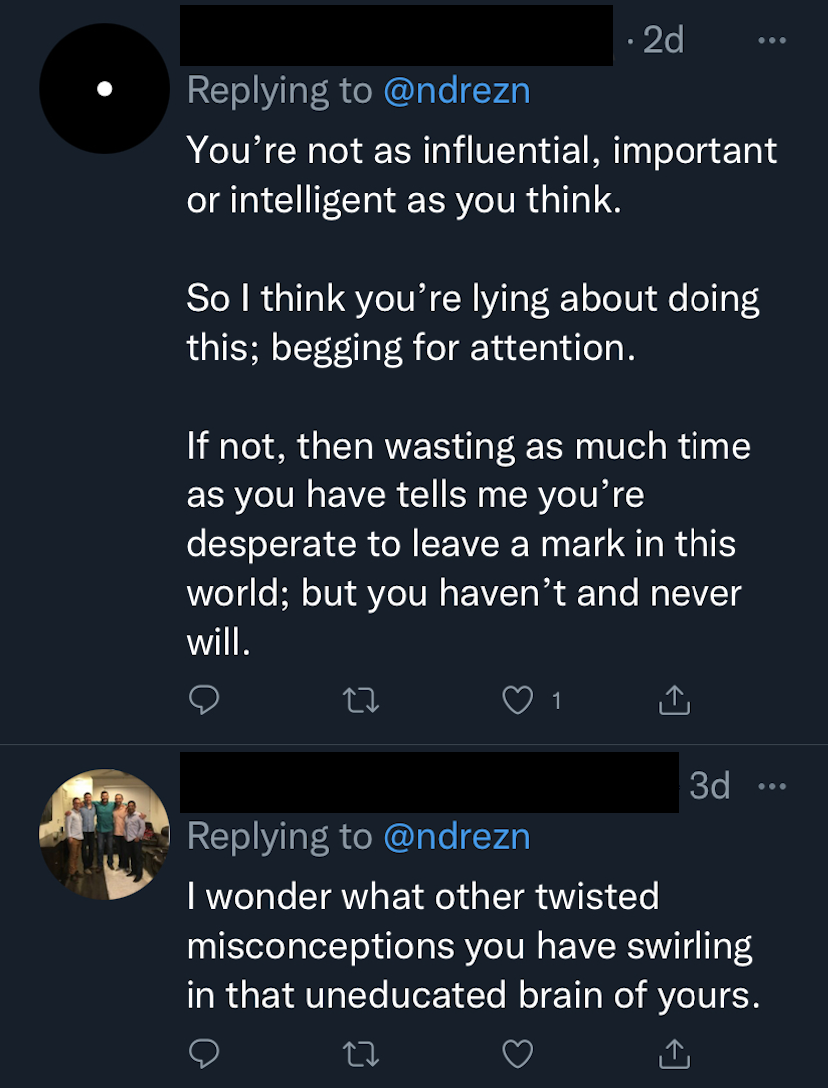 · 2d
Replying to @ndrezn
You’re not as influential, important
or intelligent as you think.
So I think you’re lying about doing
this; begging for attention.
If not, then wasting as much time
as you have tells me you’re
desperate to leave a mark in this
world; but you haven’t and never
will.
1
3d
Replying to @ndrezn
I wonder what other twisted
misconceptions you have swirling
in that uneducated brain of yours.